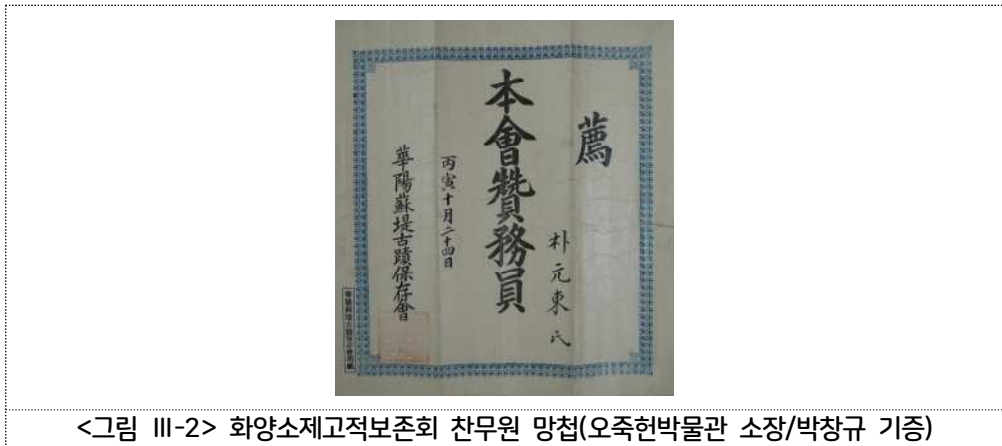 薦
朴元東 氏
本會贊務員
丙寅十月二十四日
華陽蘇堤古蹟保存會
<그림 Ⅲ-2> 화양소제고적보존회 찬무원 망첩(오죽헌박물관 소장/박창규 기증)